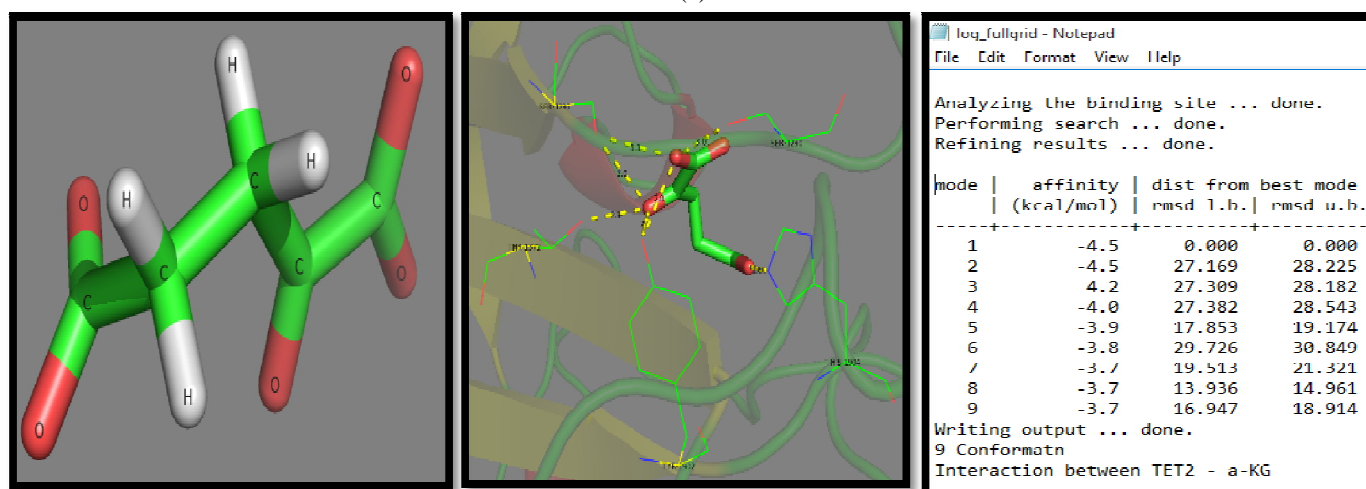 H
H
H
C
O
O
C
C
C
C
O
H
O
O
log_fullgrid - Notepad
File Edit Format View Help
Analyzing the binding site ... done.
Performing search ... done.
Refining results ... done.
mode | affinity | dist from best mode
| (kcal/mol) | rmsd l.b.| rmsd u.b.
-----+------------+----------+----------
1 -4.5 0.000 0.000
2 -4.5 27.169 28.225
3 4.2 27.309 28.182
4 -4.0 27.382 28.543
5 -3.9 17.853 19.174
6 -3.8 29.726 30.849
7 -3.7 19.513 21.321
8 -3.7 13.936 14.961
9 -3.7 16.947 18.914
Writing output ... done.
9 Conformatn
Interaction between TET2 - a-KG